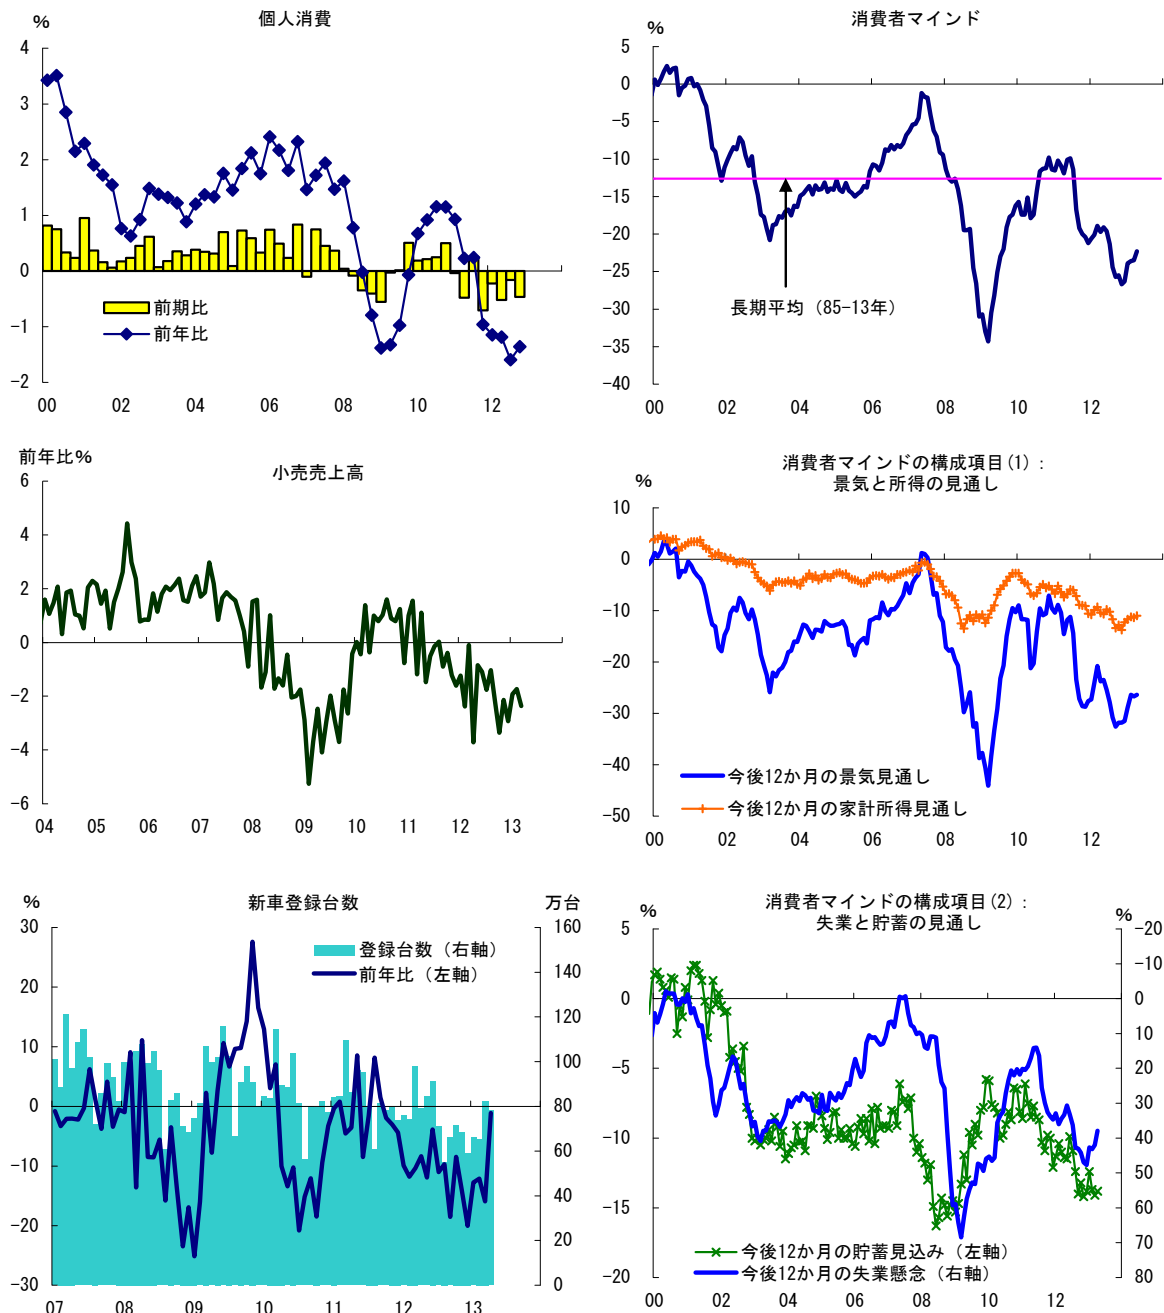 個人消費
%
4
3
2
1
0
-1
-2
前期比
前年比
00 02 04 06 08 10 12
消費者マインド
%
5
0
-5
-10
-15
-20
-25
-30
-35
-40
長期平均（85-13年）
00 02 04 06 08 10 12
前年比%
小売売上高
6
4
2
0
-2
-4
-6
04 05 06 07 08 09 10 11 12 13
消費者マインドの構成項目(1)：
景気と所得の見通し
%
10
0
-10
-20
-30
-40
-50
今後12か月の景気見通し
今後12か月の家計所得見通し
00 02 04 06 08 10 12
%
新車登録台数
万台
30
20
10
0
-10
-20
-30
160
140
120
100
80
60
40
20
0
登録台数（右軸）
前年比（左軸）
07 08 09 10 11 12 13
消費者マインドの構成項目(2)：
失業と貯蓄の見通し
%
%
5
0
-5
-10
-15
-20
-20
-10
0
10
20
30
40
50
60
70
80
今後12か月の貯蓄見込み（左軸）
今後12か月の失業懸念（右軸）
00 02 04 06 08 10 12